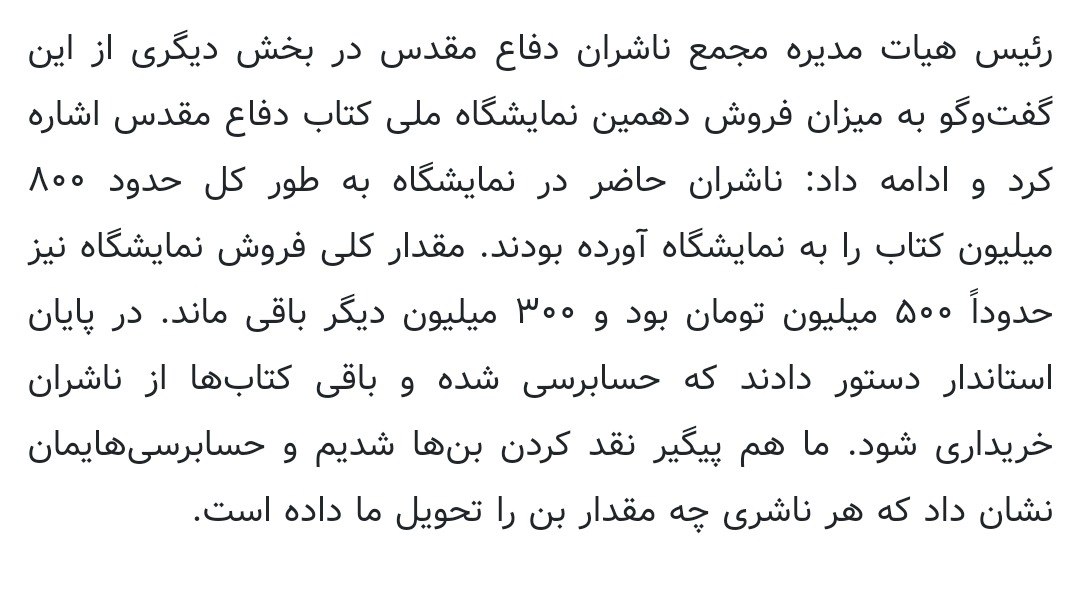 رئیس هیات مدیره مجمع ناشران دفاع مقدس در بخش دیگری از این
گفت‌وگو به میزان فروش دهمین نمایشگاه ملی کتاب دفاع مقدس اشاره
کرد و ادامه داد: ناشران حاضر در نمایشگاه به طور کل حدود ۸۰۰
میلیون کتاب را به نمایشگاه آورده بودند. مقدار کلی فروش نمایشگاه نیز
حدوداً ۵۰۰ میلیون تومان بود و ۳۰۰ میلیون دیگر باقی ماند. در پایان
استاندار دستور دادند که حسابرسی شده و باقی کتاب‌ها از ناشران
خریداری شود. ما هم پیگیر نقد کردن بن‌ها شدیم و حسابرسی‌هایمان
نشان داد که هر ناشری چه مقدار بن را تحویل ما داده است.